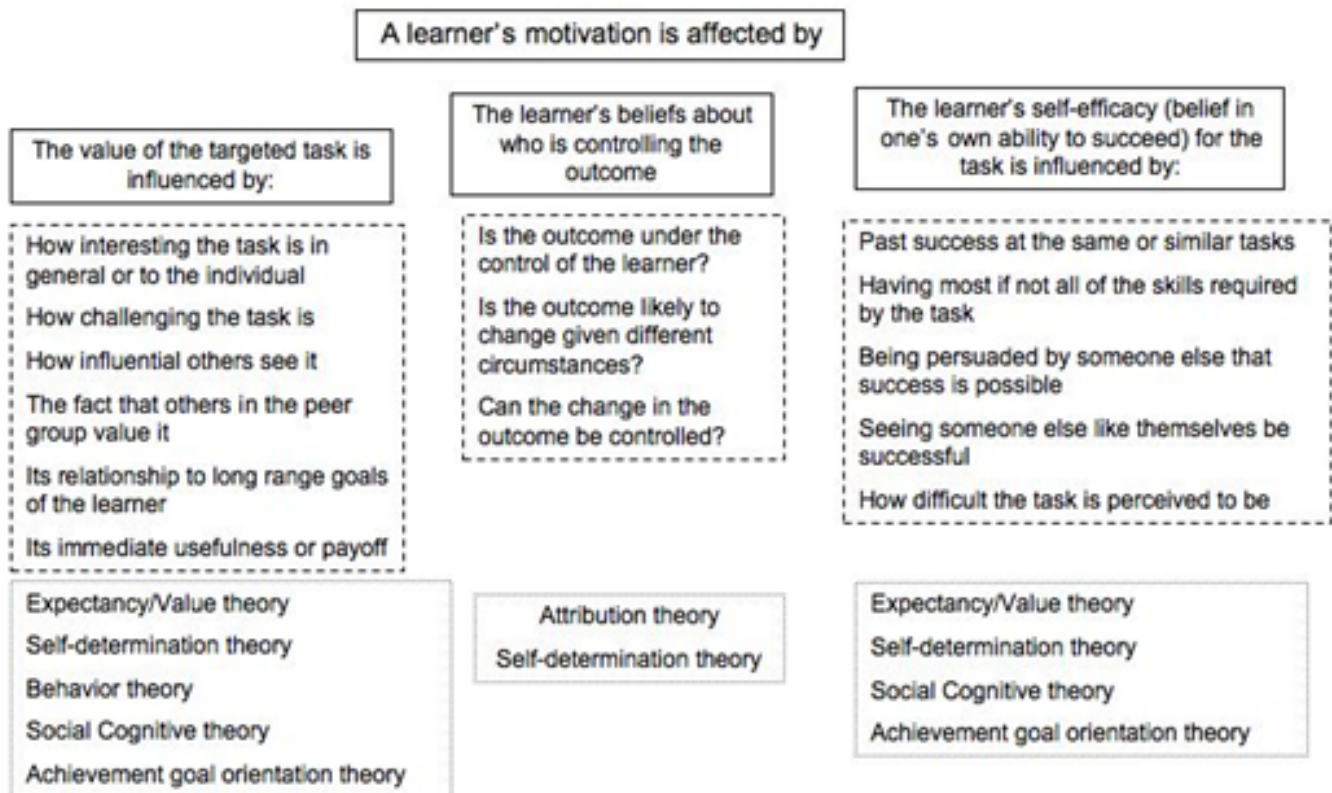 A learner's motivation is affected by
The value of the targeted task is
influenced by:
How interesting the task is in
general or to the individual
How challenging the task is
How influential others see it
The fact that others in the peer
group value it
Its relationship to long range goals
of the learner
Its immediate usefulness or payoff
Expectancy/Value theory
Self-determination theory
Behavior theory
Social Cognitive theory
Achievement goal orientation theory
The learner's beliefs about
who is controlling the
outcome
Is the outcome under the
control of the learner?
Is the outcome likely to
change given different
circumstances?
Can the change in the
outcome be controlled?
Attribution theory
Self-determination theory
The learner's self-efficacy (belief in
one's own ability to succeed) for the
task is influenced by:
Past success at the same or similar tasks
Having most if not all of the skills required
by the task
Being persuaded by someone else that
success is possible
Seeing someone else like themselves be
successful
How difficult the task is perceived to be
Expectancy/Value theory
Self-determination theory
Social Cognitive theory
Achievement goal orientation theory